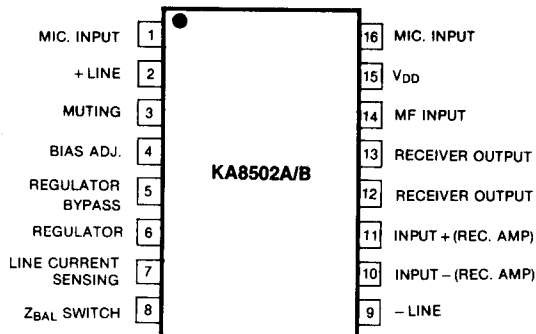 MIC. INPUT 1
+ LINE 2
MUTING 3
BIAS ADJ. 4
REGULATOR
BYPASS 5
REGULATOR 6
LINE CURRENT
SENSING 7
ZBAL SWITCH 8
KA8502A/B
16 MIC. INPUT
15 VDD
14 MF INPUT
13 RECEIVER OUTPUT
12 RECEIVER OUTPUT
11 INPUT + (REC. AMP)
10 INPUT – (REC. AMP)
9 – LINE